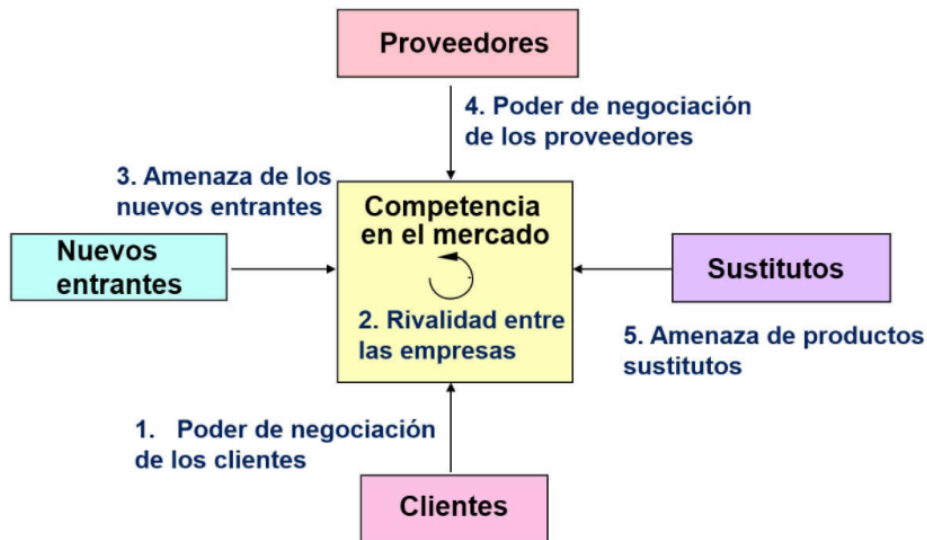 Proveedores
4. Poder de negociación
de los proveedores
3. Amenaza de los
nuevos entrantes
Competencia
en el mercado
Nuevos
entrantes
Sustitutos
2. Rivalidad entre
las empresas
5. Amenaza de productos
sustitutos
1. Poder de negociación
de los clientes
Clientes